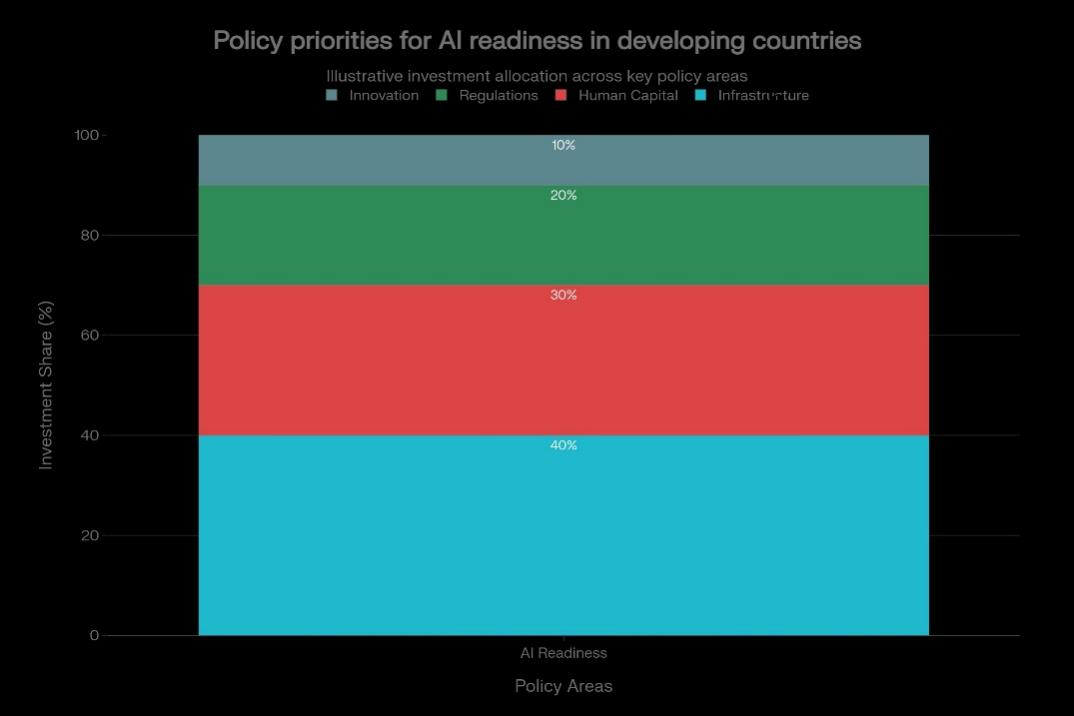 Policy priorities for AI readiness in developing countries
Illustrative investment allocation across key policy areas
Innovation Regulations Human Capital Infrastructure
100
10%
20%
80
30%
60
Investment Share (%)
40
40%
20
0
AI Readiness
Policy Areas